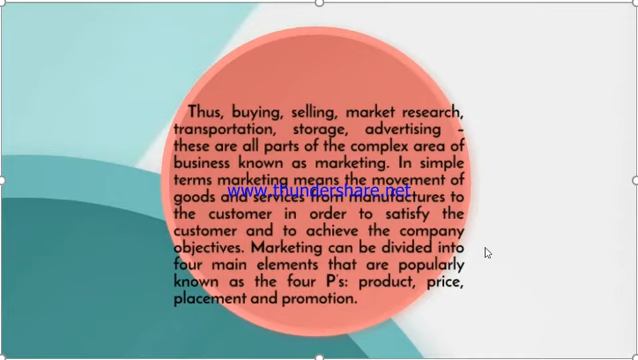 Thus, buying, selling, market research,
transportation, storage, advertising -
these are all parts of the complex area of
business known as marketing. In simple
terms marketing means the movement of
www.thundershare.net
goods and services from manufactures to
the customer in order to satisfy the
customer and to achieve the company
objectives. Marketing can be divided into
four main elements that are popularly
known as the four P's: product, price,
placement and promotion.